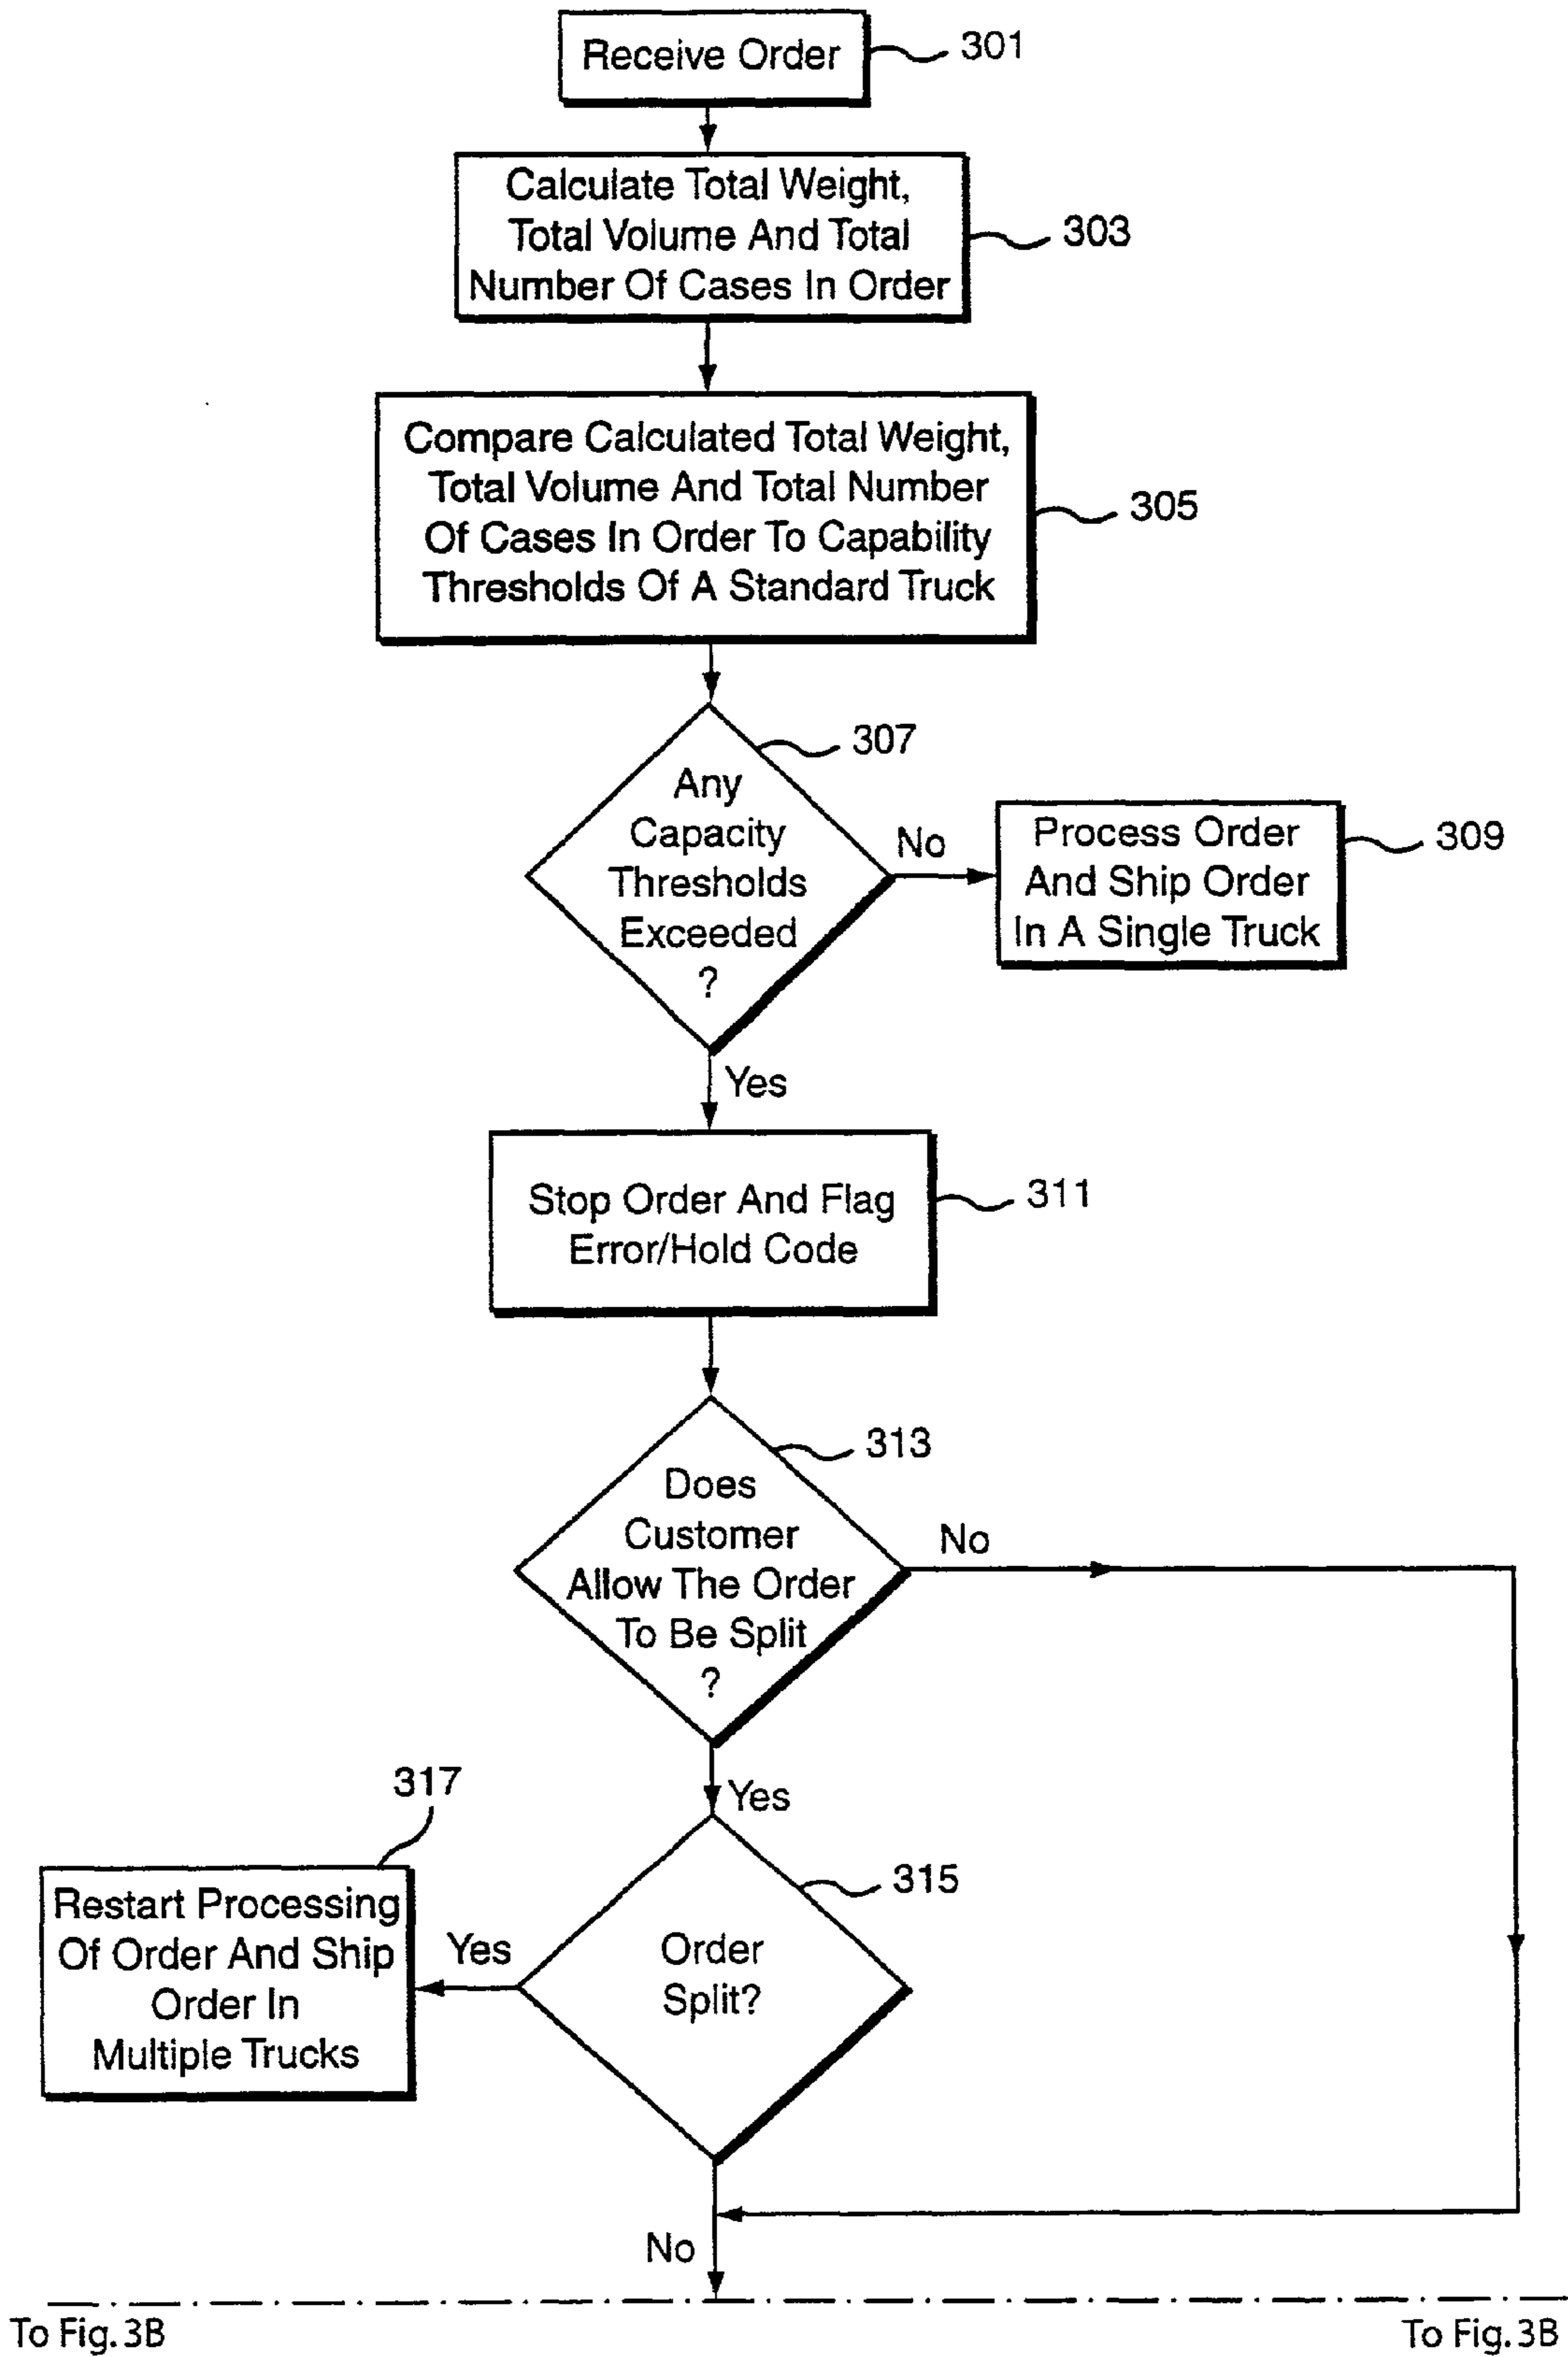 Receive Order
301
Calculate Total Weight,
Total Volume And Total
Number Of Cases In Order
303
Compare Calculated Total Weight,
Total Volume And Total Number
Of Cases In Order To Capability
Thresholds Of A Standard Truck
305
307
Any
Capacity
Thresholds
Exceeded
?
No
Process Order
And Ship Order
In A Single Truck
309
Yes
Stop Order And Flag
Error/Hold Code
311
313
Does
Customer
Allow The Order
To Be Split
?
No
Yes
315
Order
Split?
Yes
317
Restart Processing
Of Order And Ship
Order In
Multiple Trucks
No
To Fig. 3B
To Fig. 3B